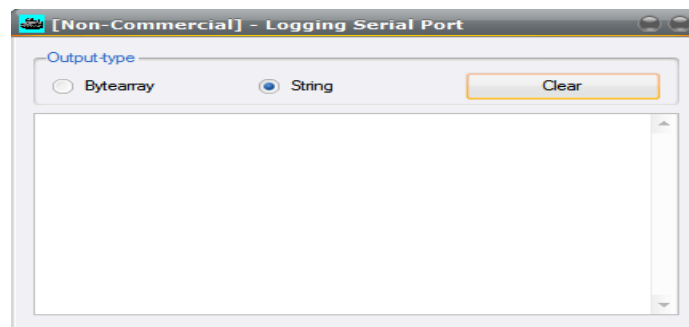 [Non-Commercial] - Logging Serial Port
Output-type
Bytearray String Clear